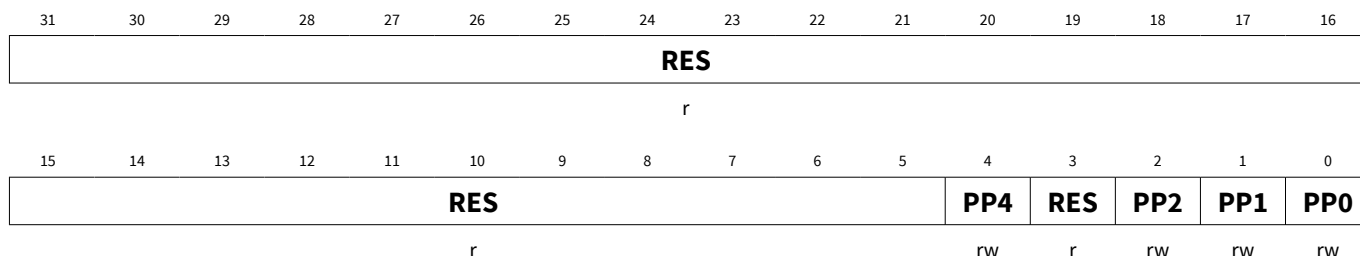 31 30 29 28 27 26 25 24 23 22 21 20 19 18 17 16
RES
r
15 14 13 12 11 10 9 8 7 6 5 4 3 2 1 0
RES PP4 RES PP2 PP1 PP0
r rw r rw rw rw